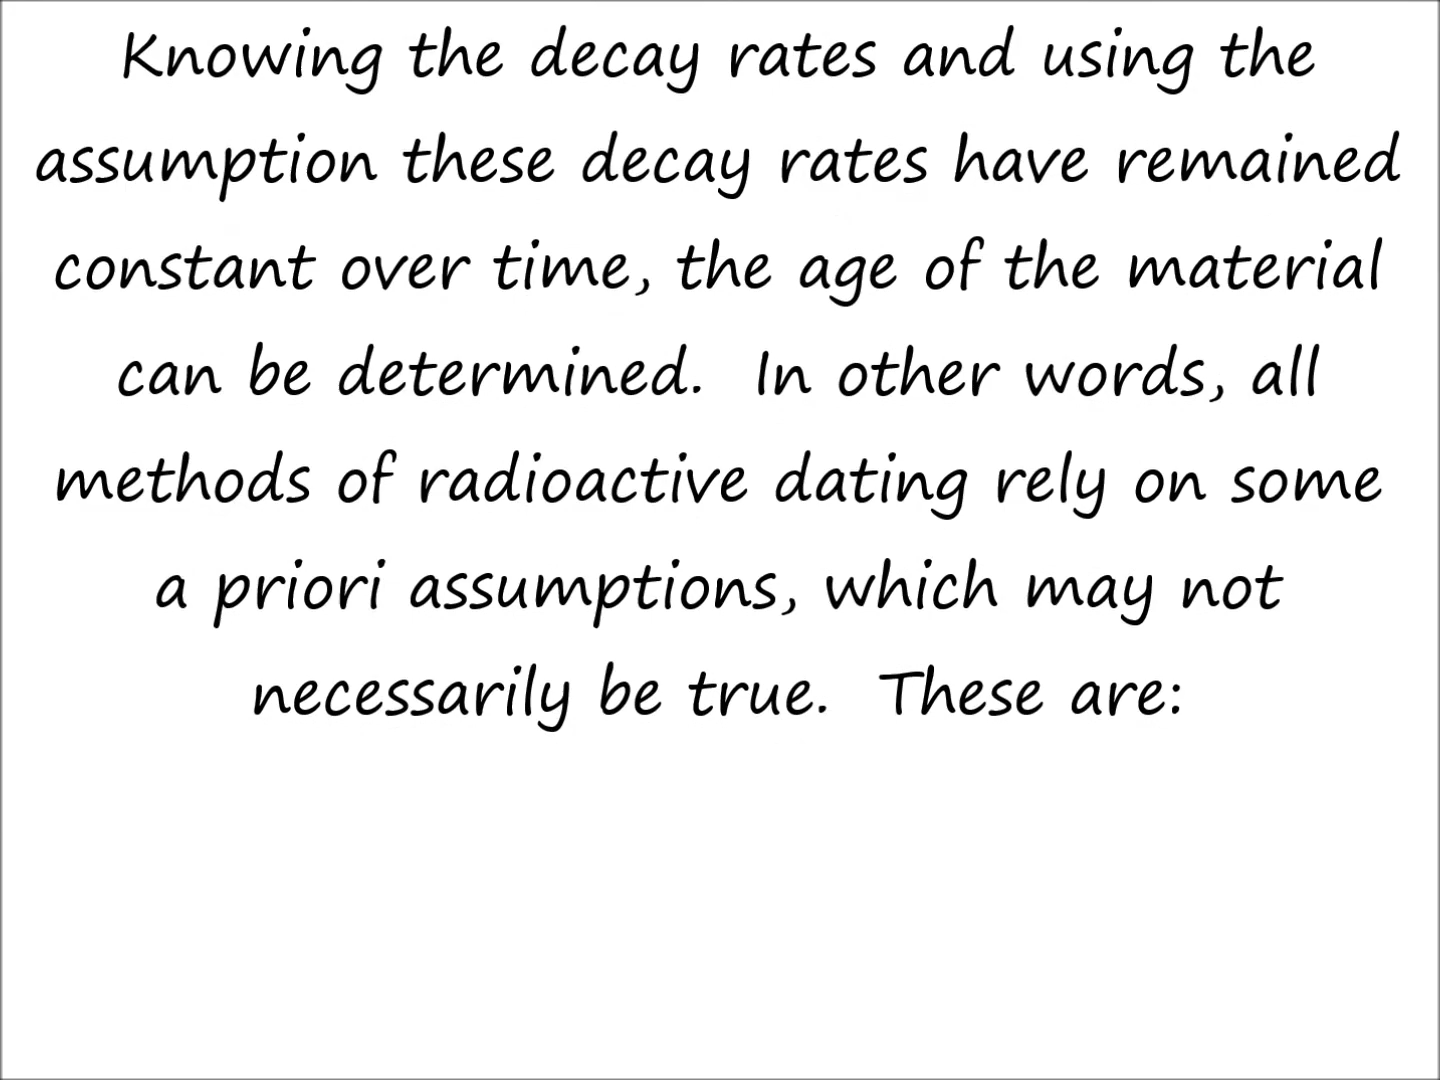 Knowing the decay rates and using the
assumption these decay rates have remained
constant over time, the age of the material
can be determined.  In other words, all
methods of radioactive dating rely on some
a priori assumptions, which may not
necessarily be true.  These are: